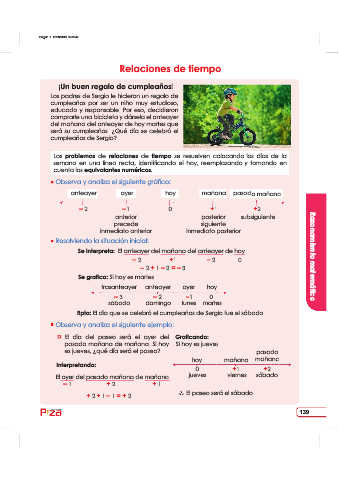 Relaciones de tiempo
¡Un buen regalo de cumpleaños!
Los padres de Sergio le hicieron un regalo de
cumpleaños por ser un niño muy estudioso,
educado y responsable. Por eso, decidieron
comprarle una bicicleta y dársela el anteayer
del mañana del anteayer de hoy martes que
será su cumpleaños. ¿Qué día se celebró el
cumpleaños de Sergio?
Los problemas de relaciones de tiempo se resuelven colocando los días de la
semana en una línea recta, identificando el hoy, reemplazando y tomando en
cuenta los equivalentes numéricos.
Observa y analiza el siguiente gráfico:
anteayer ayer hoy mañana pasado mañana
– 2 –1 0 +1 +2
anterior posterior subsiguiente
precede siguiente
inmediato anterior inmediato posterior
Resolviendo la situación inicial:
Se interpreta: El anteayer del mañana del anteayer de hoy
– 2 +1 – 2 0
– 2 + 1 – 2 = – 3
Se grafica: Si hoy es martes
trasanteayer anteayer ayer hoy
– 3 – 2 –1 0
sábado domingo lunes martes
Rpta: El día que se celebró el cumpleaños de Sergio fue el sábado
Observa y analiza el siguiente ejemplo:
El día del paseo será el ayer del
pasado mañana de mañana. Si hoy
es jueves, ¿qué día será el paseo?
Interpretando:
El ayer del pasado mañana de mañana
– 1 + 2 + 1
+ 2 + 1 – 1 = + 2
Graficando:
Si hoy es jueves
pasado
hoy mañana mañana
0 +1 +2
jueves viernes sábado
∴ El paseo será el sábado
Razonamiento matemático
139